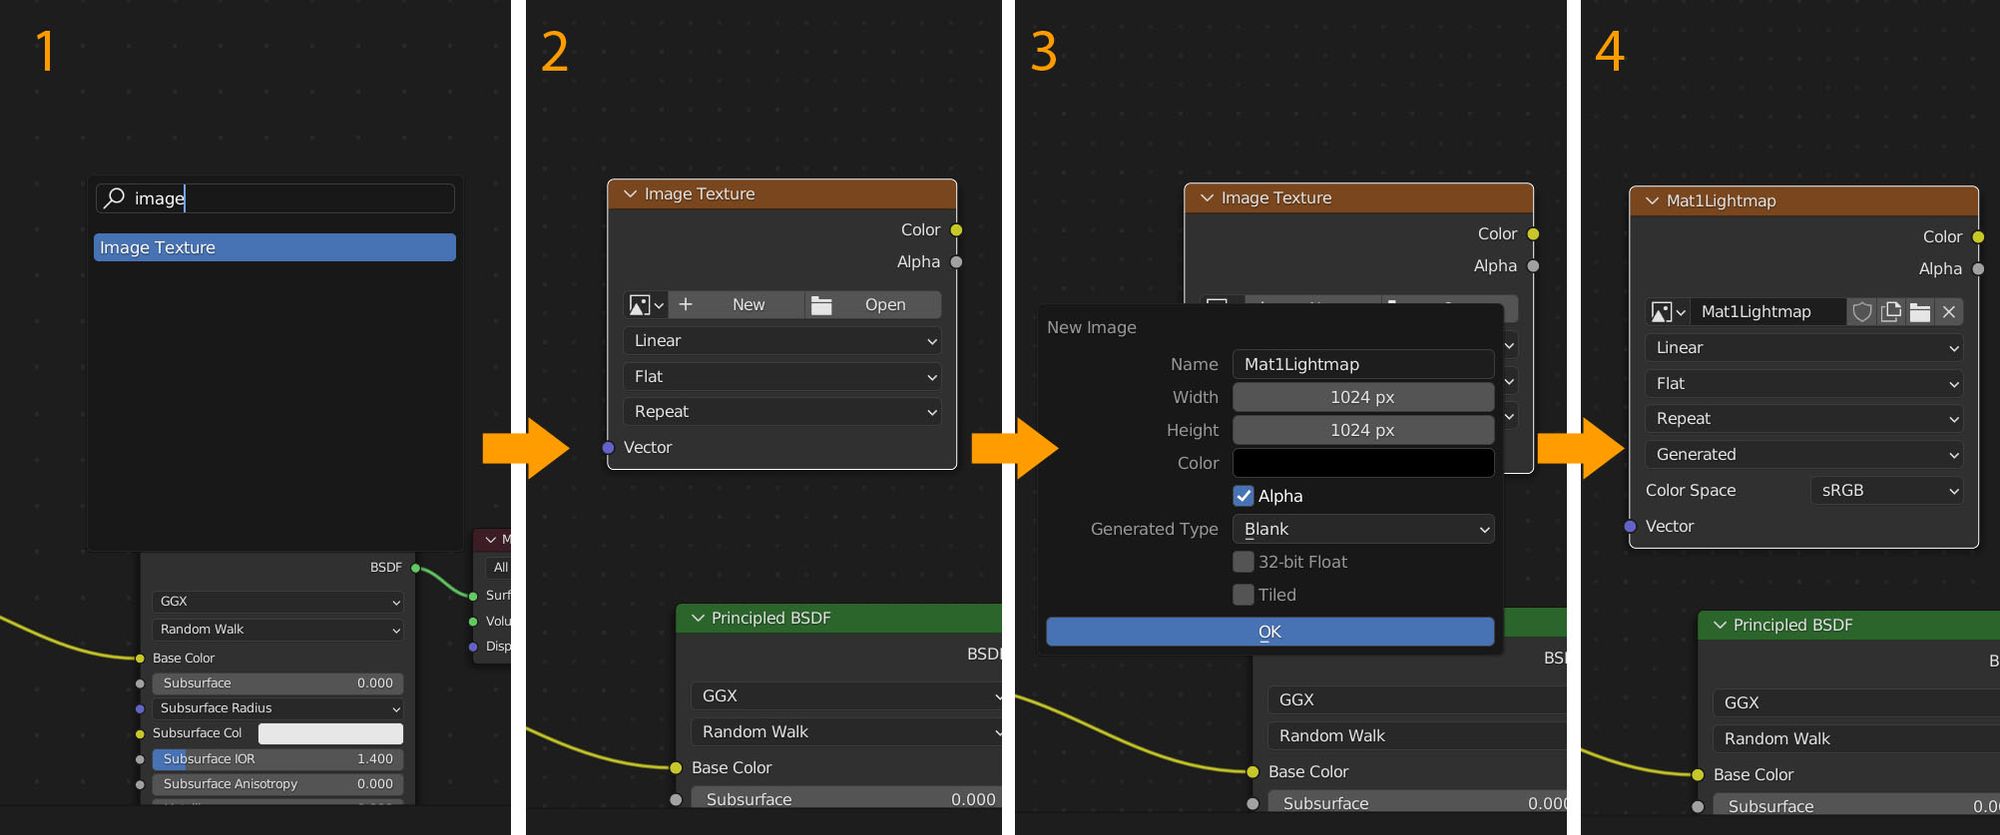 1
image
Image Texture
BSDF
GGX
Random Walk
Base Color
Subsurface 0.000
Subsurface Radius
Subsurface Col
Subsurface IOR 1.400
Subsurface Anisotropy 0.000
M
All
Surf
Volu
Disp
2
Image Texture
Color
Alpha
New Open
Linear
Flat
Repeat
Vector
Principled BSDF
BSD
GGX
Random Walk
Base Color
Subsurface 0.000
3
Image Texture
Color
Alpha
New Image
Name Mat1Lightmap
Width 1024 px
Height 1024 px
Color
Alpha
Generated Type Blank
32-bit Float
Tiled
OK
BS
GGX
Random Walk
Base Color
Subsurface 0.000
4
Mat1Lightmap
Color
Alpha
Mat1Lightmap
Linear
Flat
Repeat
Generated
Color Space sRGB
Vector
Principled BSDF
B
GGX
Random Walk
Base Color
Subsurface 0.0